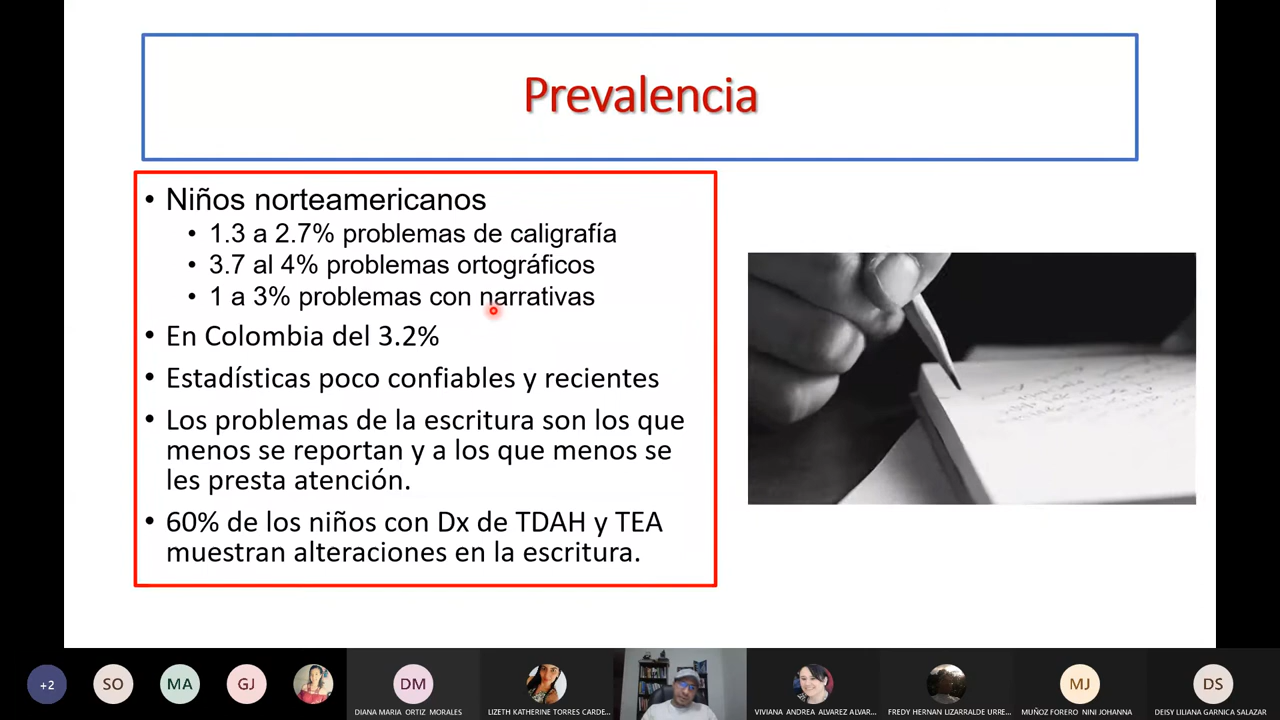 Prevalencia
• Niños norteamericanos
• 1.3 a 2.7% problemas de caligrafía
• 3.7 al 4% problemas ortográficos
• 1 a 3% problemas con narrativas
• En Colombia del 3.2%
• Estadísticas poco confiables y recientes
• Los problemas de la escritura son los que
menos se reportan y a los que menos se
les presta atención.
• 60% de los niños con Dx de TDAH y TEA
muestran alteraciones en la escritura.
+2
SO
MA
GJ
DM
MJ
DS
DIANA MARIA ORTIZ MORALES
LIZETH KATHERINE TORRES CARDE...
VIVIANA ANDREA ALVAREZ ALVAR...
FREDY HERNAN LIZARRALDE URRE...
MUÑOZ FORERO NINI JOHANNA
DEISY LILIANA GARNICA SALAZAR